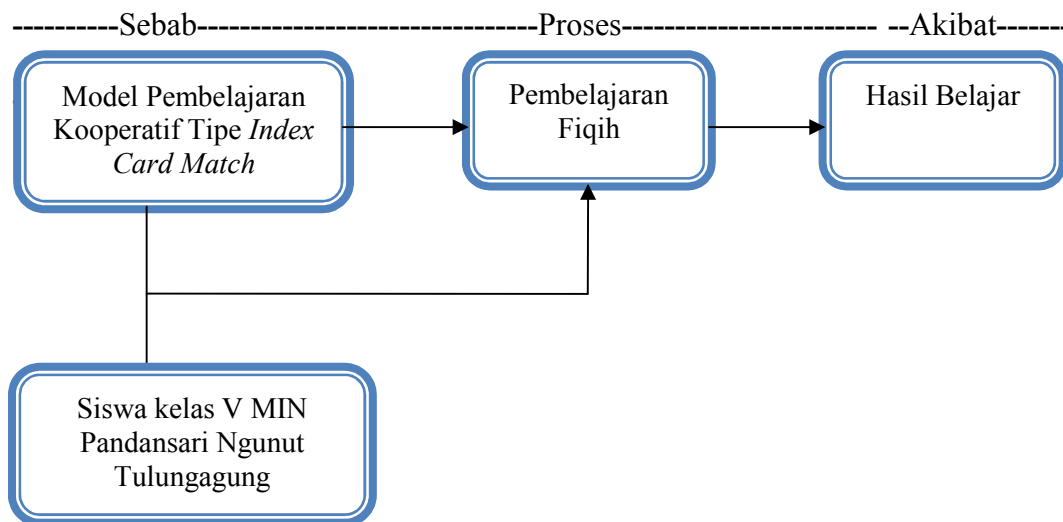 ----------Sebab------------------------------Proses------------------- --Akibat-----
Model Pembelajaran
Kooperatif Tipe Index
Card Match
Pembelajaran
Fiqih
Hasil Belajar
Siswa kelas V MIN
Pandansari Ngunut
Tulungagung